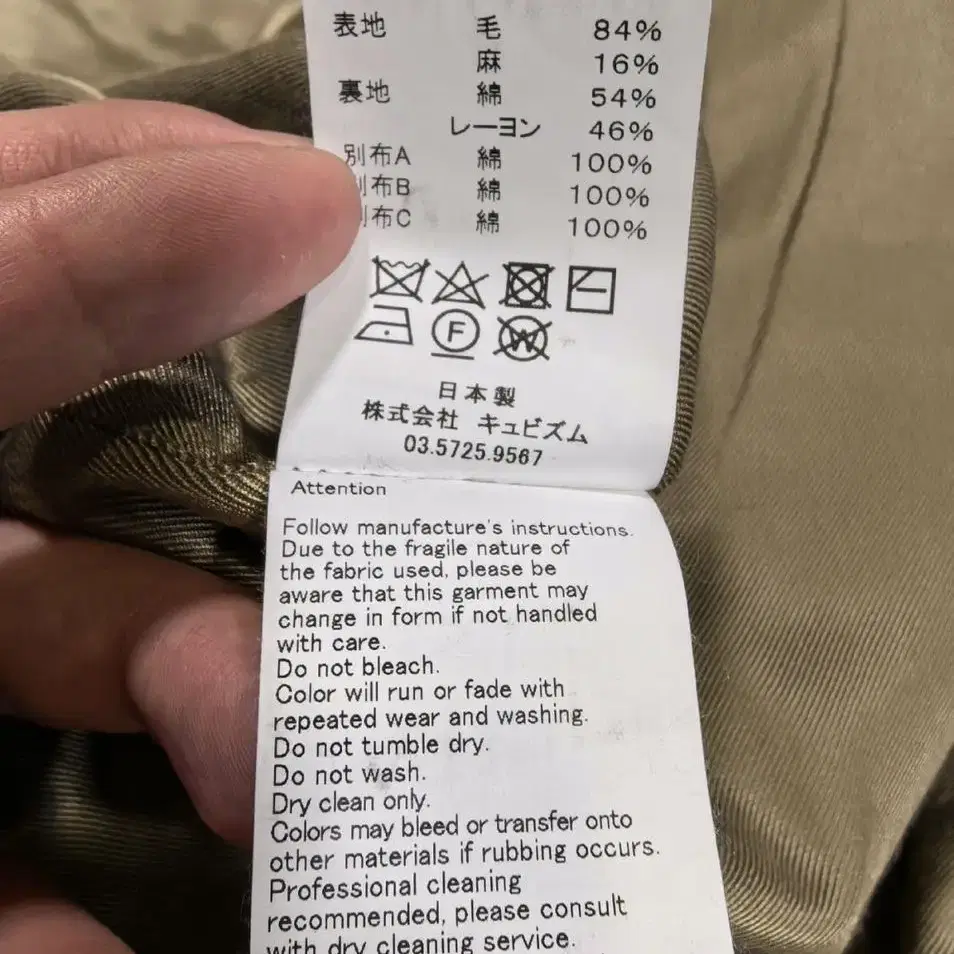 表地 毛 84%
麻 16%
裏地 綿 54%
レーヨン 46%
別布A 綿 100%
別布B 綿 100%
別布C 綿 100%
F
W
日本製
株式会社 キュビズム
03.5725.9567
Attention
Follow manufacture's instructions.
Due to the fragile nature of
the fabric used, please be
aware that this garment may
change in form if not handled
with care.
Do not bleach.
Color will run or fade with
repeated wear and washing.
Do not tumble dry.
Do not wash.
Dry clean only.
Colors may bleed or transfer onto
other materials if rubbing occurs.
Professional cleaning
recommended, please consult
with dry cleaning service.